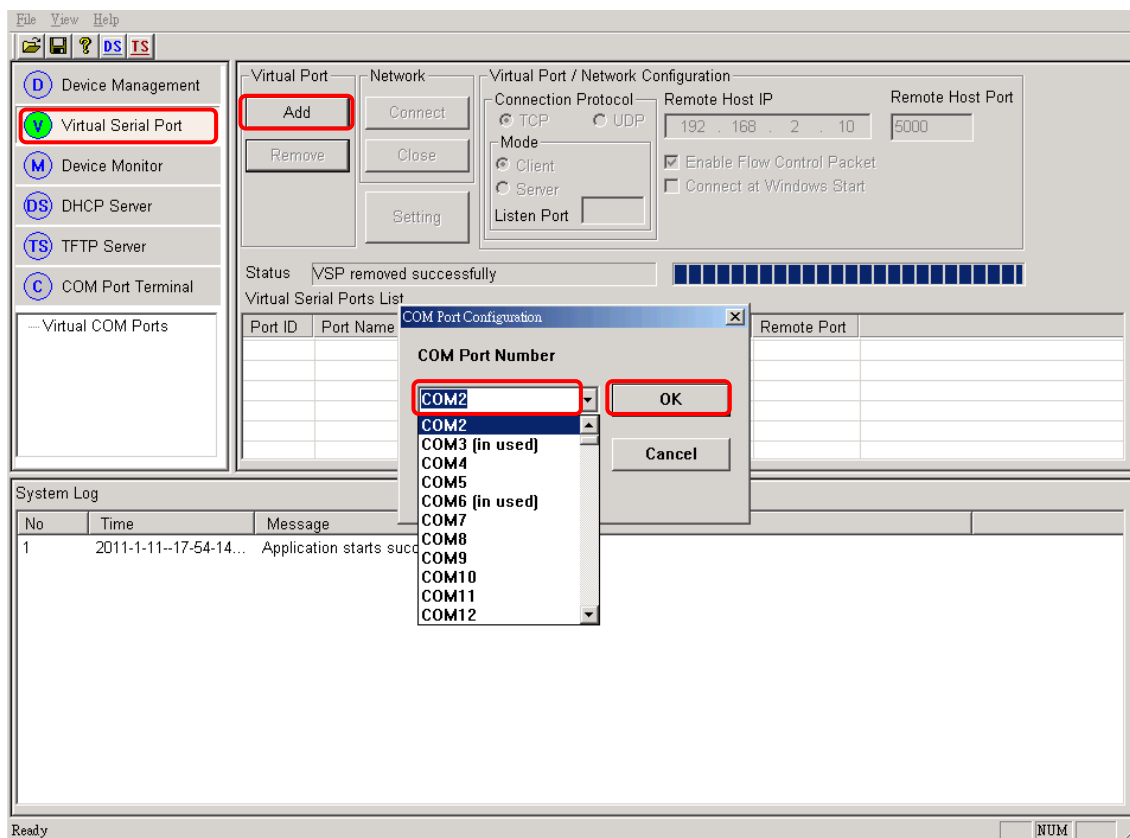 File View Help
DS TS
D Device Management
V Virtual Serial Port
M Device Monitor
DS DHCP Server
TS TFTP Server
C COM Port Terminal
Virtual COM Ports
Virtual Port
Add
Remove
Network
Connect
Close
Setting
Virtual Port / Network Configuration
Connection Protocol
TCP UDP
Mode
Client
Server
Listen Port
Remote Host IP
192 . 168 . 2 . 10
Remote Host Port
5000
Enable Flow Control Packet
Connect at Windows Start
Status VSP removed successfully
Virtual Serial Ports List
Port ID Port Name Remote Port
COM Port Configuration
COM Port Number
COM2
OK
Cancel
COM2
COM3 (in used)
COM4
COM5
COM6 (in used)
COM7
COM8
COM9
COM10
COM11
COM12
System Log
No Time Message
1 2011-1-11--17-54-14... Application starts succ
Ready NUM